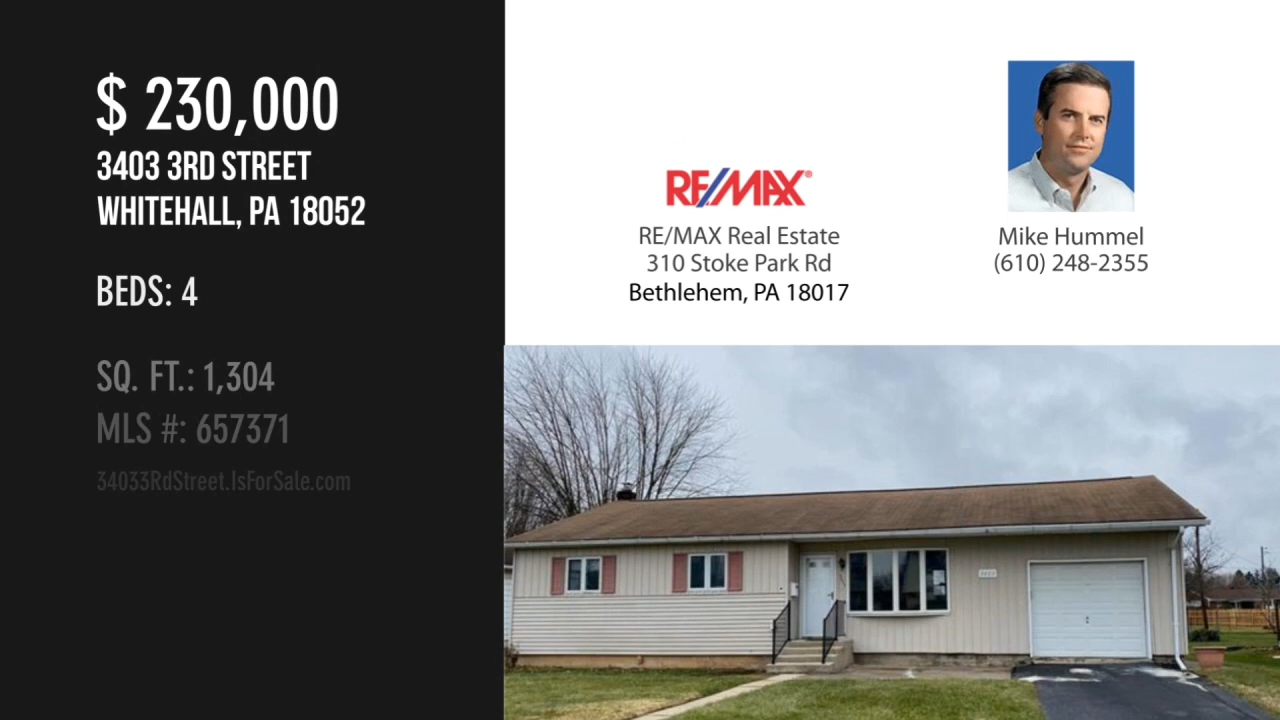 $ 230,000
3403 3RD STREET
WHITEHALL, PA 18052
BEDS: 4
SQ. FT.: 1,304
MLS #: 657371
34033RdStreet.IsForSale.com
RE/MAX®
RE/MAX Real Estate
310 Stoke Park Rd
Bethlehem, PA 18017
Mike Hummel
(610) 248-2355